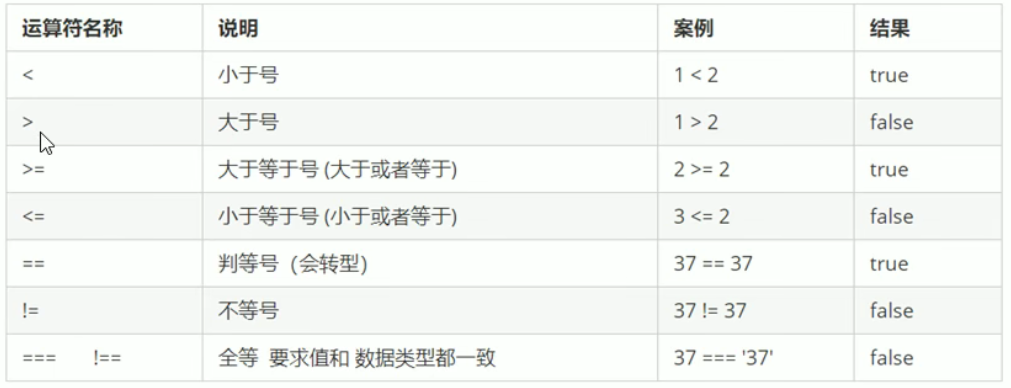 运算符名称 说明 案例 结果
< 小于号 1 < 2 true
> 大于号 1 > 2 false
>= 大于等于号 (大于或者等于) 2 >= 2 true
<= 小于等于号 (小于或者等于) 3 <= 2 false
== 判等号（会转型） 37 == 37 true
!= 不等号 37 != 37 false
=== !== 全等 要求值和 数据类型都一致 37 === '37' false